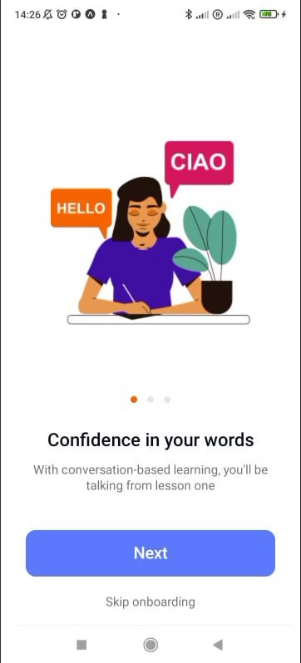 14:26
CIAO
HELLO
Confidence in your words
With conversation-based learning, you'll be
talking from lesson one
Next
Skip onboarding